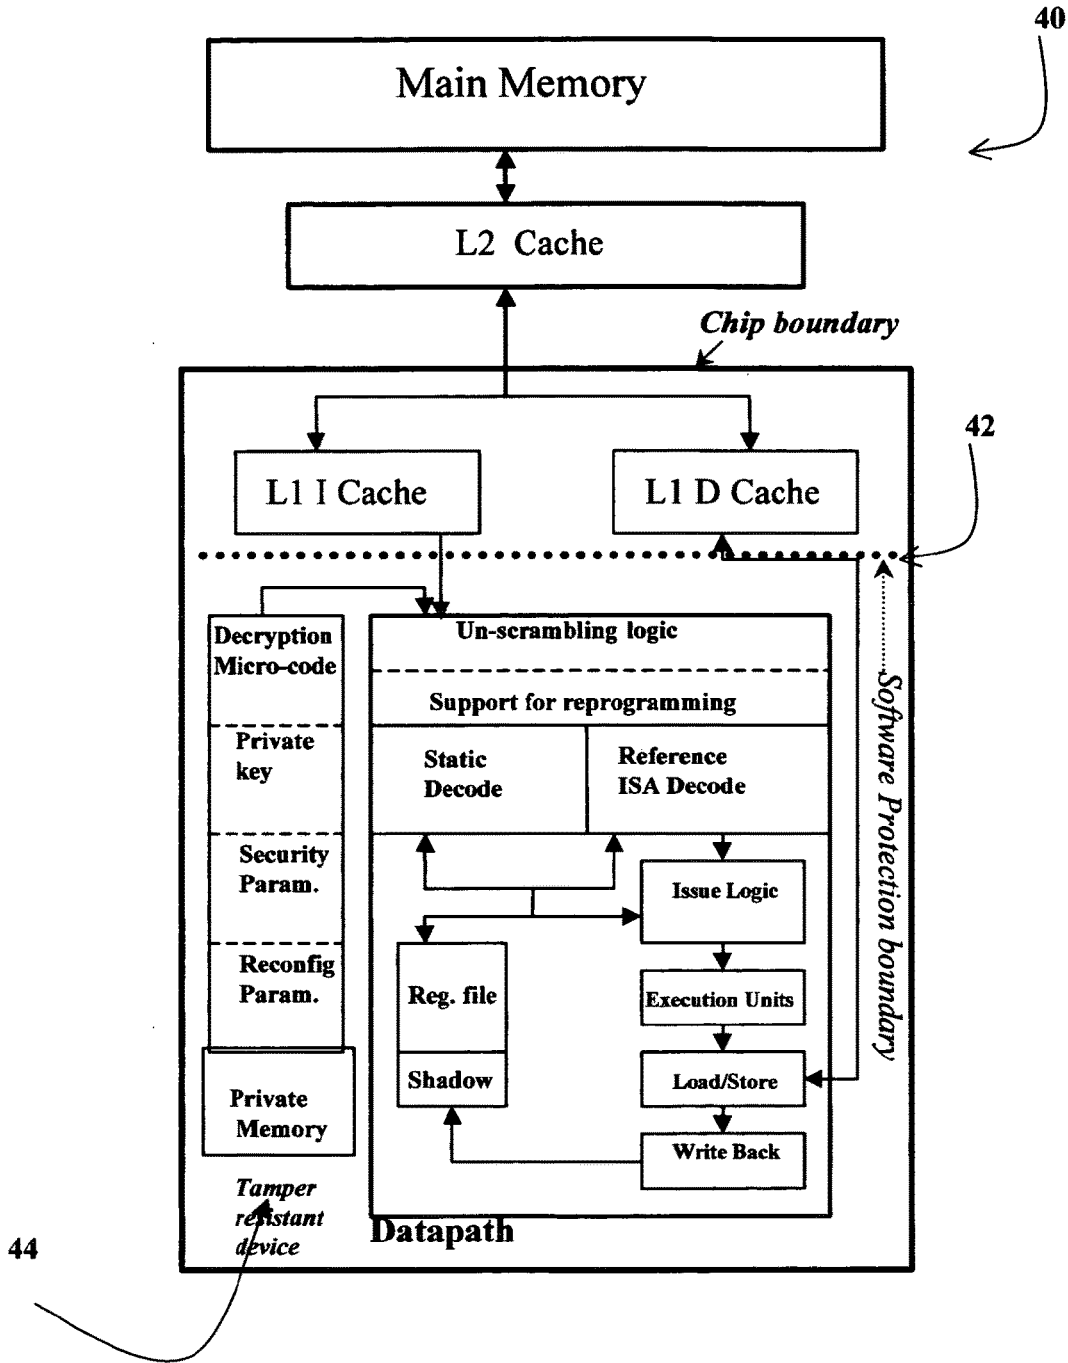 40
Main Memory
L2 Cache
Chip boundary
42
L1 I Cache
L1 D Cache
Decryption
Micro-code
Private
key
Security
Param.
Reconfig
Param.
Private
Memory
Un-scrambling logic
Support for reprogramming
Static
Decode
Reference
ISA Decode
Issue Logic
Reg. file
Execution Units
Shadow
Load/Store
Write Back
Software Protection boundary
Tamper
resistant
device
Datapath
44